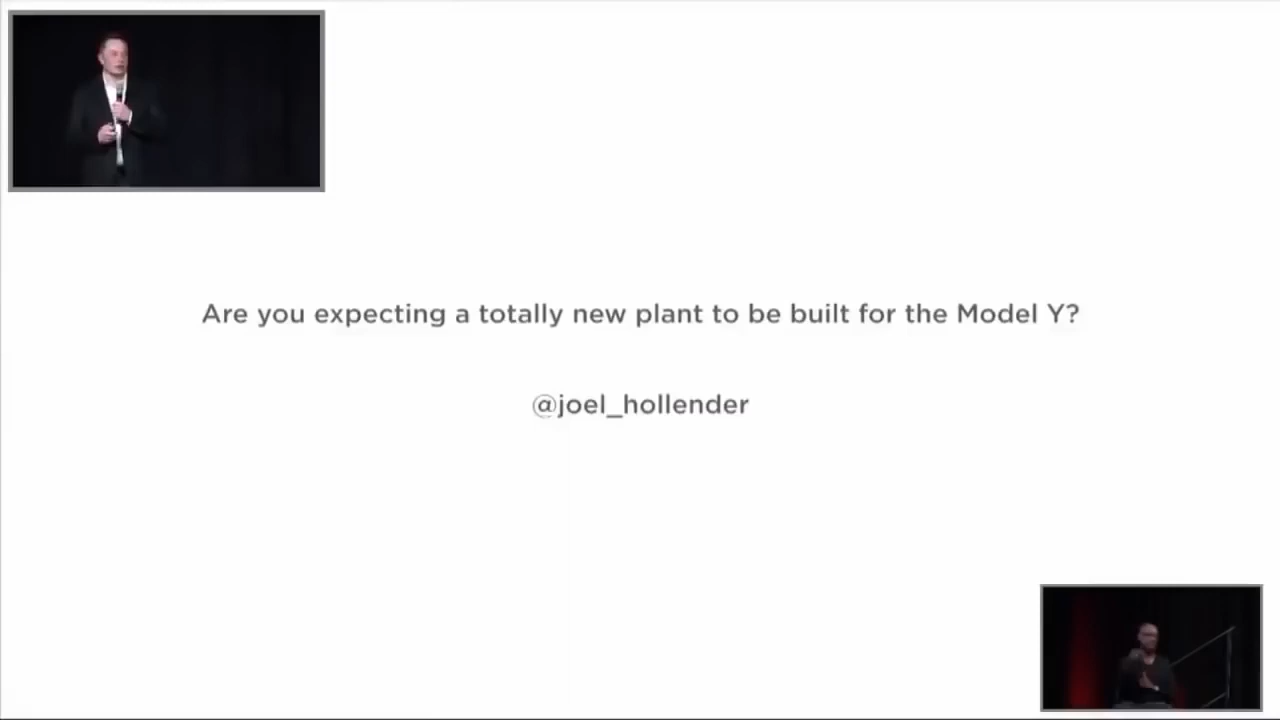 Are you expecting a totally new plant to be built for the Model Y?
@joel_hollender